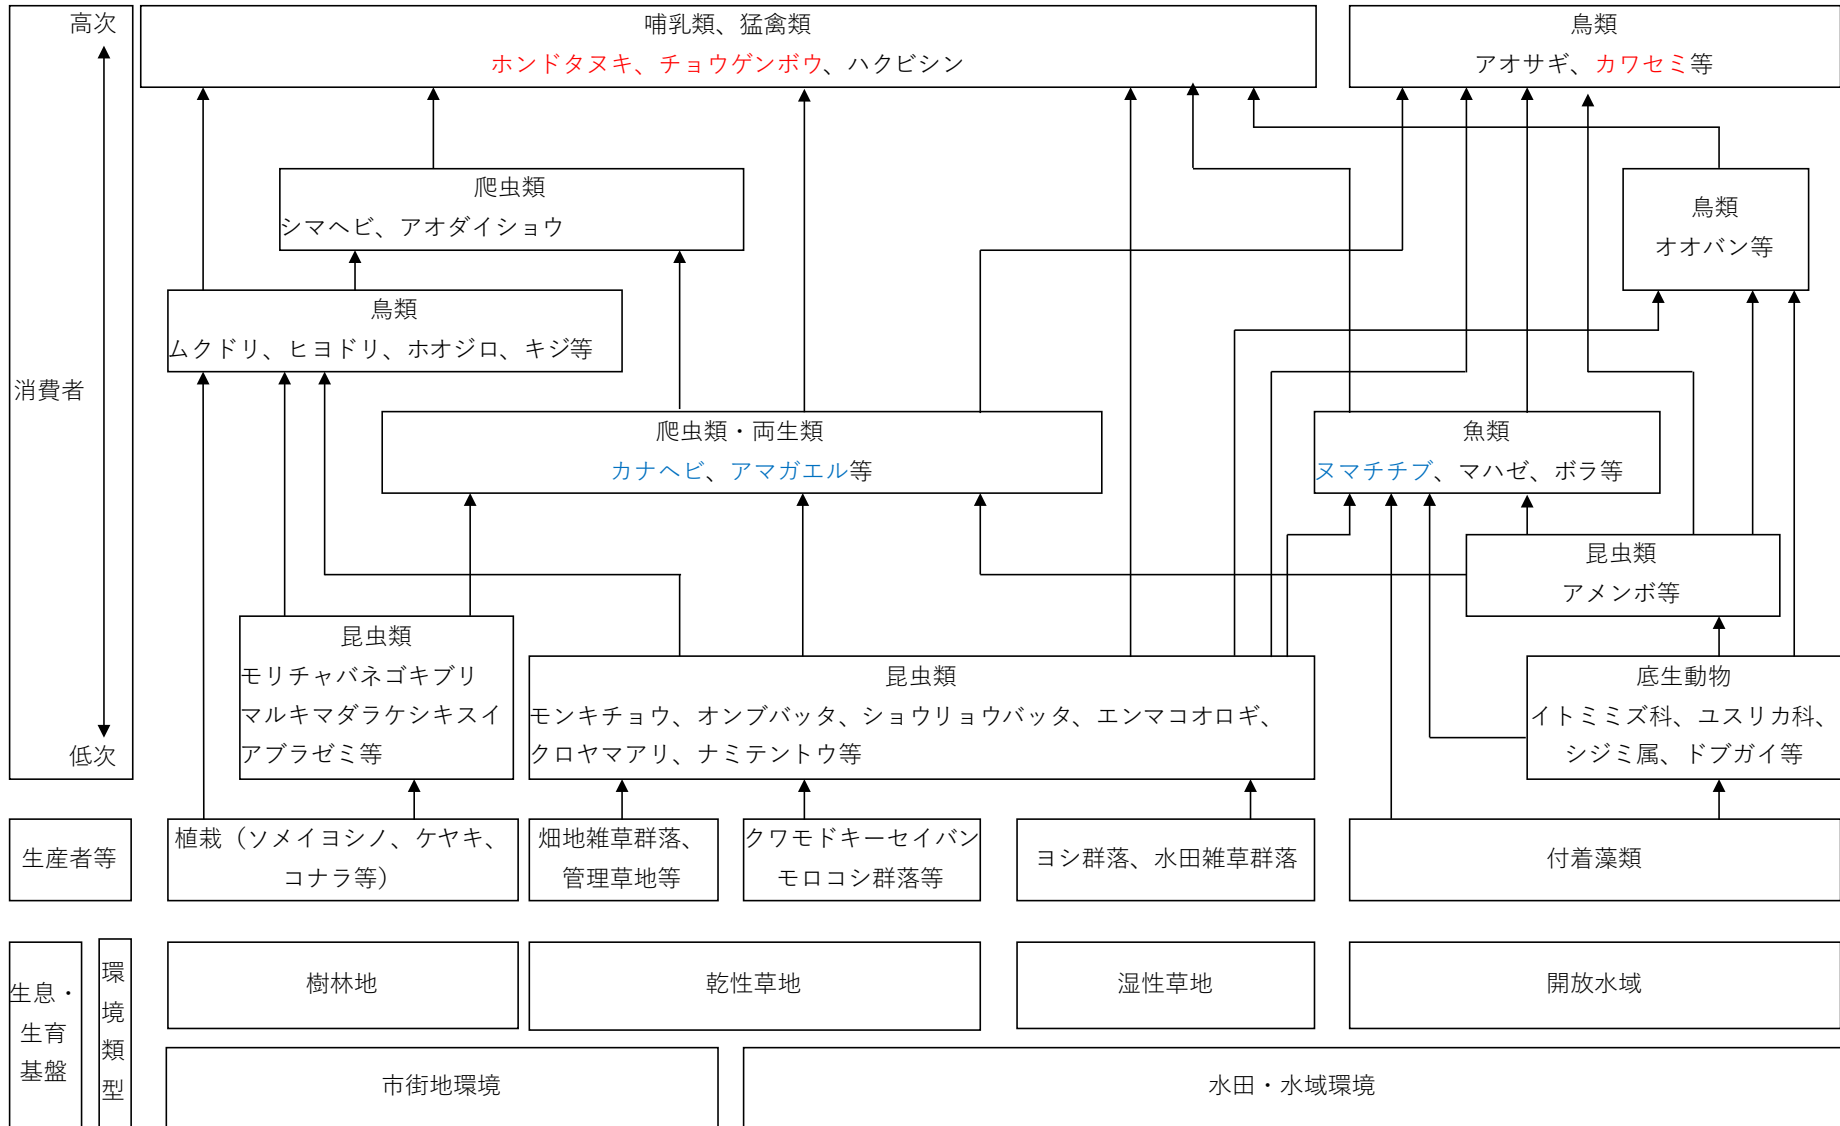 高次
消費者
低次
哺乳類、猛禽類
ホンドタヌキ、チョウゲンボウ、ハクビシン
鳥類
アオサギ、カワセミ等
爬虫類
シマヘビ、アオダイショウ
鳥類
オオバン等
鳥類
ムクドリ、ヒヨドリ、ホオジロ、キジ等
爬虫類・両生類
カナヘビ、アマガエル等
魚類
ヌマチチブ、マハゼ、ボラ等
昆虫類
アメンボ等
昆虫類
モリチャバネゴキブリ
マルキマダラケシキスイ
アブラゼミ等
昆虫類
モンキチョウ、オンブバッタ、ショウリョウバッタ、エンマコオロギ、
クロヤマアリ、ナミテントウ等
底生動物
イトミミズ科、ユスリカ科、
シジミ属、ドブガイ等
生産者等
植栽（ソメイヨシノ、ケヤキ、
コナラ等）
畑地雑草群落、
管理草地等
クワモドキーセイバン
モロコシ群落等
ヨシ群落、水田雑草群落
付着藻類
生息・
生育
基盤
環
境
類
型
樹林地
乾性草地
湿性草地
開放水域
市街地環境
水田・水域環境